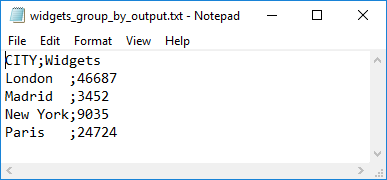 widgets_group_by_output.txt - Notepad
File Edit Format View Help
CITY;Widgets
London  ;46687
Madrid  ;3452
New York;9035
Paris   ;24724